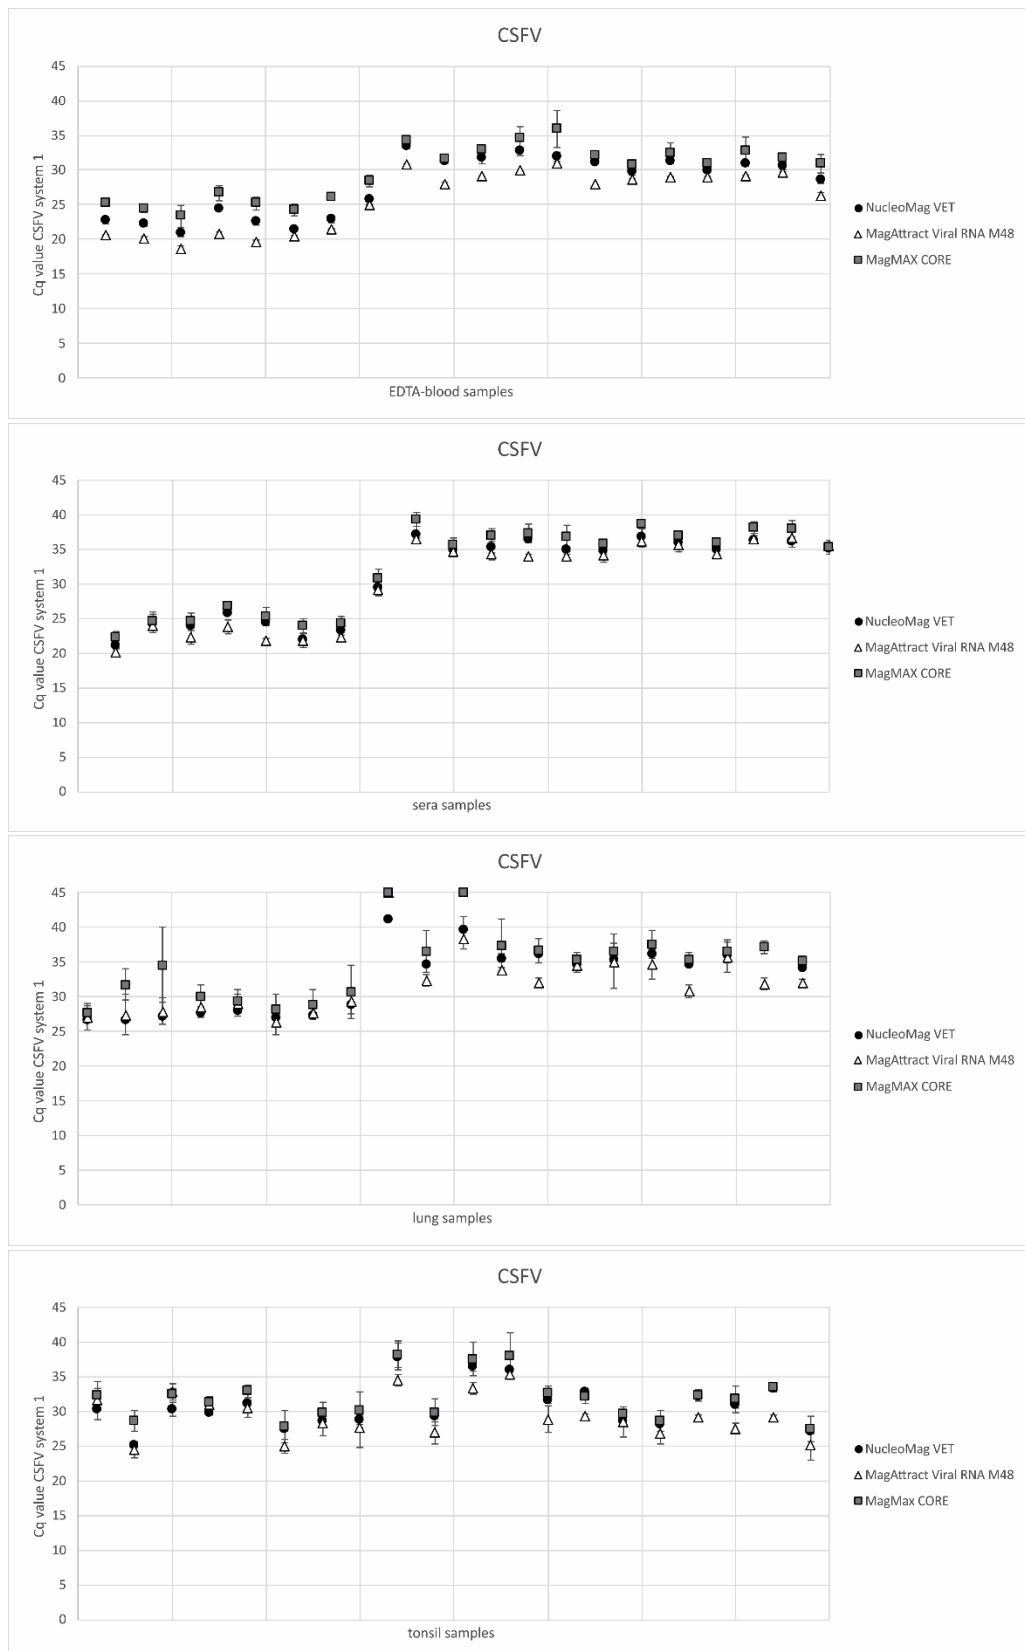 CSFV
45
40
35
30
25
20
15
10
5
0
Cq value CSFV system 1
EDTA-blood samples
NucleoMag VET
MagAttract Viral RNA M48
MagMAX CORE
CSFV
45
40
35
30
25
20
15
10
5
0
Cq value CSFV system 1
sera samples
NucleoMag VET
MagAttract Viral RNA M48
MagMAX CORE
CSFV
45
40
35
30
25
20
15
10
5
0
Cq value CSFV system 1
lung samples
NucleoMag VET
MagAttract Viral RNA M48
MagMAX CORE
CSFV
45
40
35
30
25
20
15
10
5
0
Cq value CSFV system 1
tonsil samples
NucleoMag VET
MagAttract Viral RNA M48
MagMax CORE